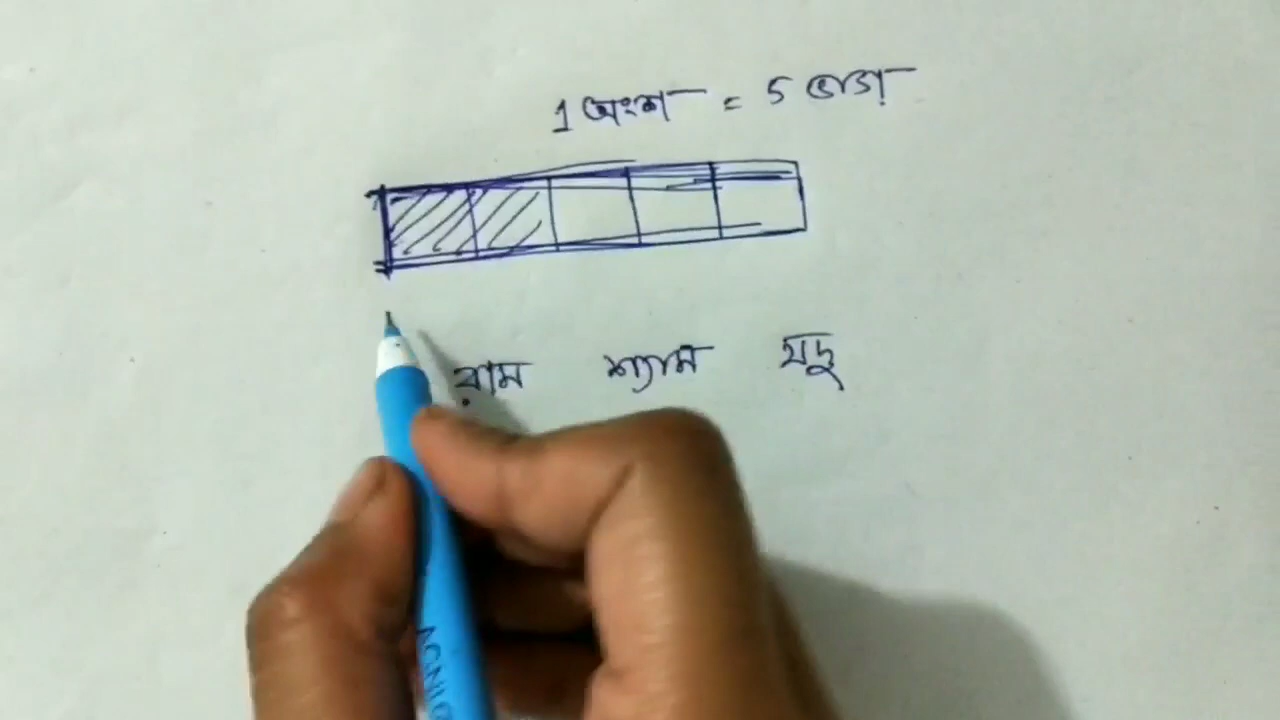 1 অংশ = 5 ভাগ
রাম শ্যাম যদু